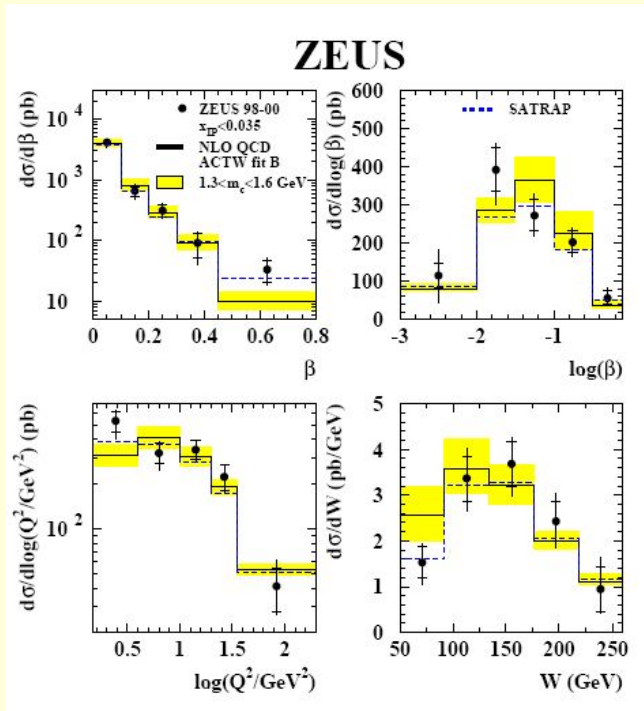 ZEUS
dσ/dβ (pb)
10⁴
10³
10²
10
ZEUS 98-00
x_IP<0.035
NLO QCD
ACTW fit B
1.3<m_c<1.6 GeV
0 0.2 0.4 0.6 0.8
β
dσ/dlog(β) (pb)
600
500
400
300
200
100
0
SATRAP
-3 -2 -1
log(β)
dσ/dlog(Q²/GeV²) (pb)
10²
0.5 1 1.5 2
log(Q²/GeV²)
dσ/dW (pb/GeV)
5
4
3
2
1
0
50 100 150 200 250
W (GeV)